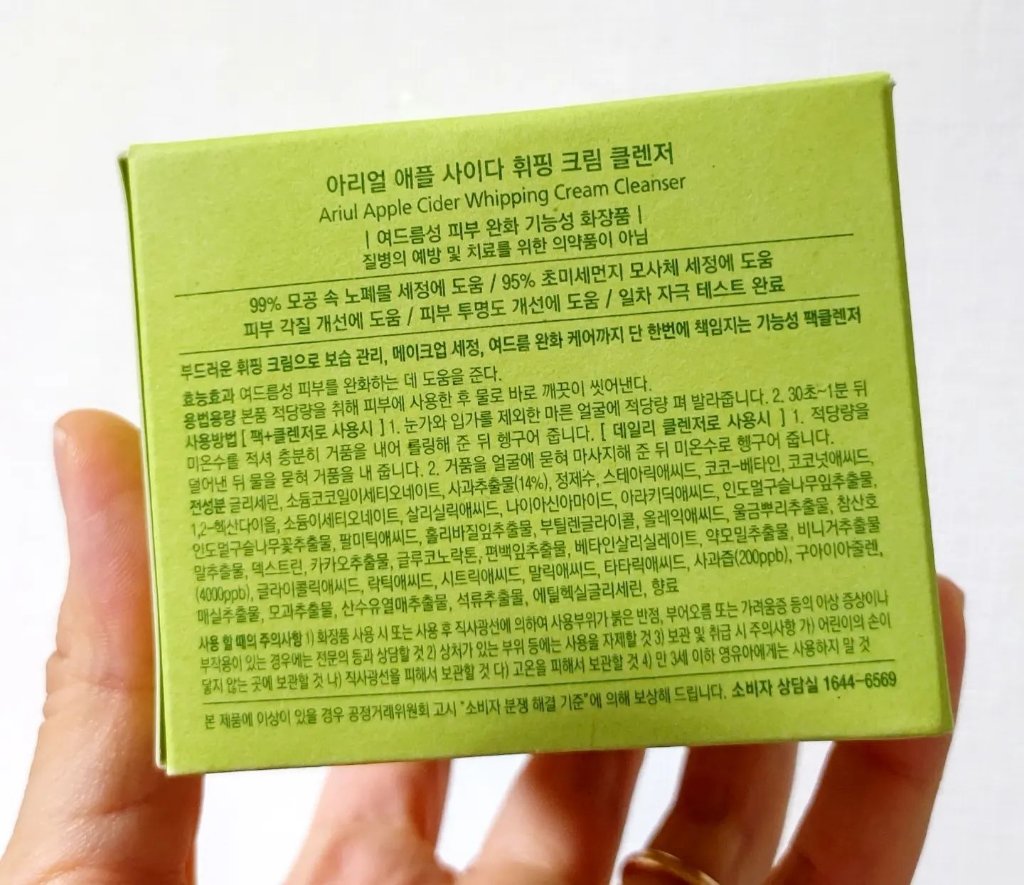 아리얼 애플 사이다 휘핑 크림 클렌저
Ariul Apple Cider Whipping Cream Cleanser
| 여드름성 피부 완화 기능성 화장품 |
질병의 예방 및 치료를 위한 의약품이 아님
99% 모공 속 노폐물 세정에 도움 / 95% 초미세먼지 모사체 세정에 도움
피부 각질 개선에 도움 / 피부 투명도 개선에 도움 / 일차 자극 테스트 완료
부드러운 휘핑 크림으로 보습 관리, 메이크업 세정, 여드름 완화 케어까지 단 한번에 책임지는 기능성 팩클렌저
효능효과 여드름성 피부를 완화하는 데 도움을 준다.
용법용량 본품 적당량을 취해 피부에 사용한 후 물로 바로 깨끗이 씻어낸다.
사용방법 [ 팩+클렌저로 사용시 ] 1. 눈가와 입가를 제외한 마른 얼굴에 적당량 펴 발라줍니다. 2. 30초~1분 뒤
미온수를 적셔 충분히 거품을 내어 롤링해 준 뒤 헹구어 줍니다. [ 데일리 클렌저로 사용시 ] 1. 적당량을
덜어낸 뒤 물을 묻혀 거품을 내 줍니다. 2. 거품을 얼굴에 묻혀 마사지해 준 뒤 미온수로 헹구어 줍니다.
전성분 글리세린, 소듐코코일이세티오네이트, 사과추출물(14%), 정제수, 스테아릭애씨드, 코코-베타인, 코코넛애씨드,
1,2-헥산다이올, 소듐이세티오네이트, 살리실릭애씨드, 나이아신아마이드, 아라키딕애씨드, 인도멀구슬나무잎추출물,
인도멀구슬나무꽃추출물, 팔미틱애씨드, 홀리바질잎추출물, 부틸렌글라이콜, 올레익애씨드, 울금뿌리추출물, 참산호
말추출물, 덱스트린, 카카오추출물, 글루코노락톤, 편백잎추출물, 베타인살리실레이트, 약모밀추출물, 비니거추출물
(4000ppb), 글라이콜릭애씨드, 락틱애씨드, 시트릭애씨드, 말릭애씨드, 타타릭애씨드, 사과즙(200ppb), 구아이아줄렌,
매실추출물, 모과추출물, 산수유열매추출물, 석류추출물, 에틸헥실글리세린, 향료
사용 할 때의 주의사항 1) 화장품 사용 시 또는 사용 후 직사광선에 의하여 사용부위가 붉은 반점, 부어오름 또는 가려움증 등의 이상 증상이나
부작용이 있는 경우에는 전문의 등과 상담할 것 2) 상처가 있는 부위 등에는 사용을 자제할 것 3) 보관 및 취급 시 주의사항 가) 어린이의 손이
닿지 않는 곳에 보관할 것 나) 직사광선을 피해서 보관할 것 다) 고온을 피해서 보관할 것 4) 만 3세 이하 영유아에게는 사용하지 말 것
본 제품에 이상이 있을 경우 공정거래위원회 고시 "소비자 분쟁 해결 기준"에 의해 보상해 드립니다. 소비자 상담실 1644-6569